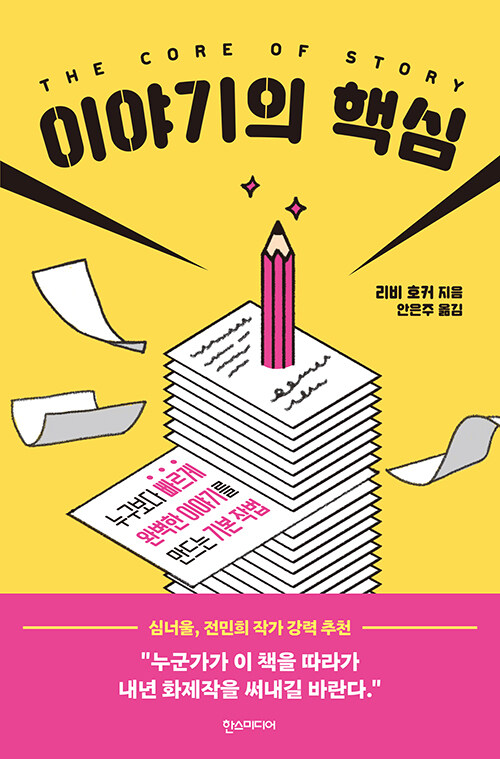 THE CORE OF STORY
이야기의 핵심
리비 호커 지음
안은주 옮김
누구보다 빠르게
완벽한 이야기를
만드는 기본 작법
심너울, 전민희 작가 강력 추천
"누군가가 이 책을 따라가
내년 화제작을 써내길 바란다."
한스미디어